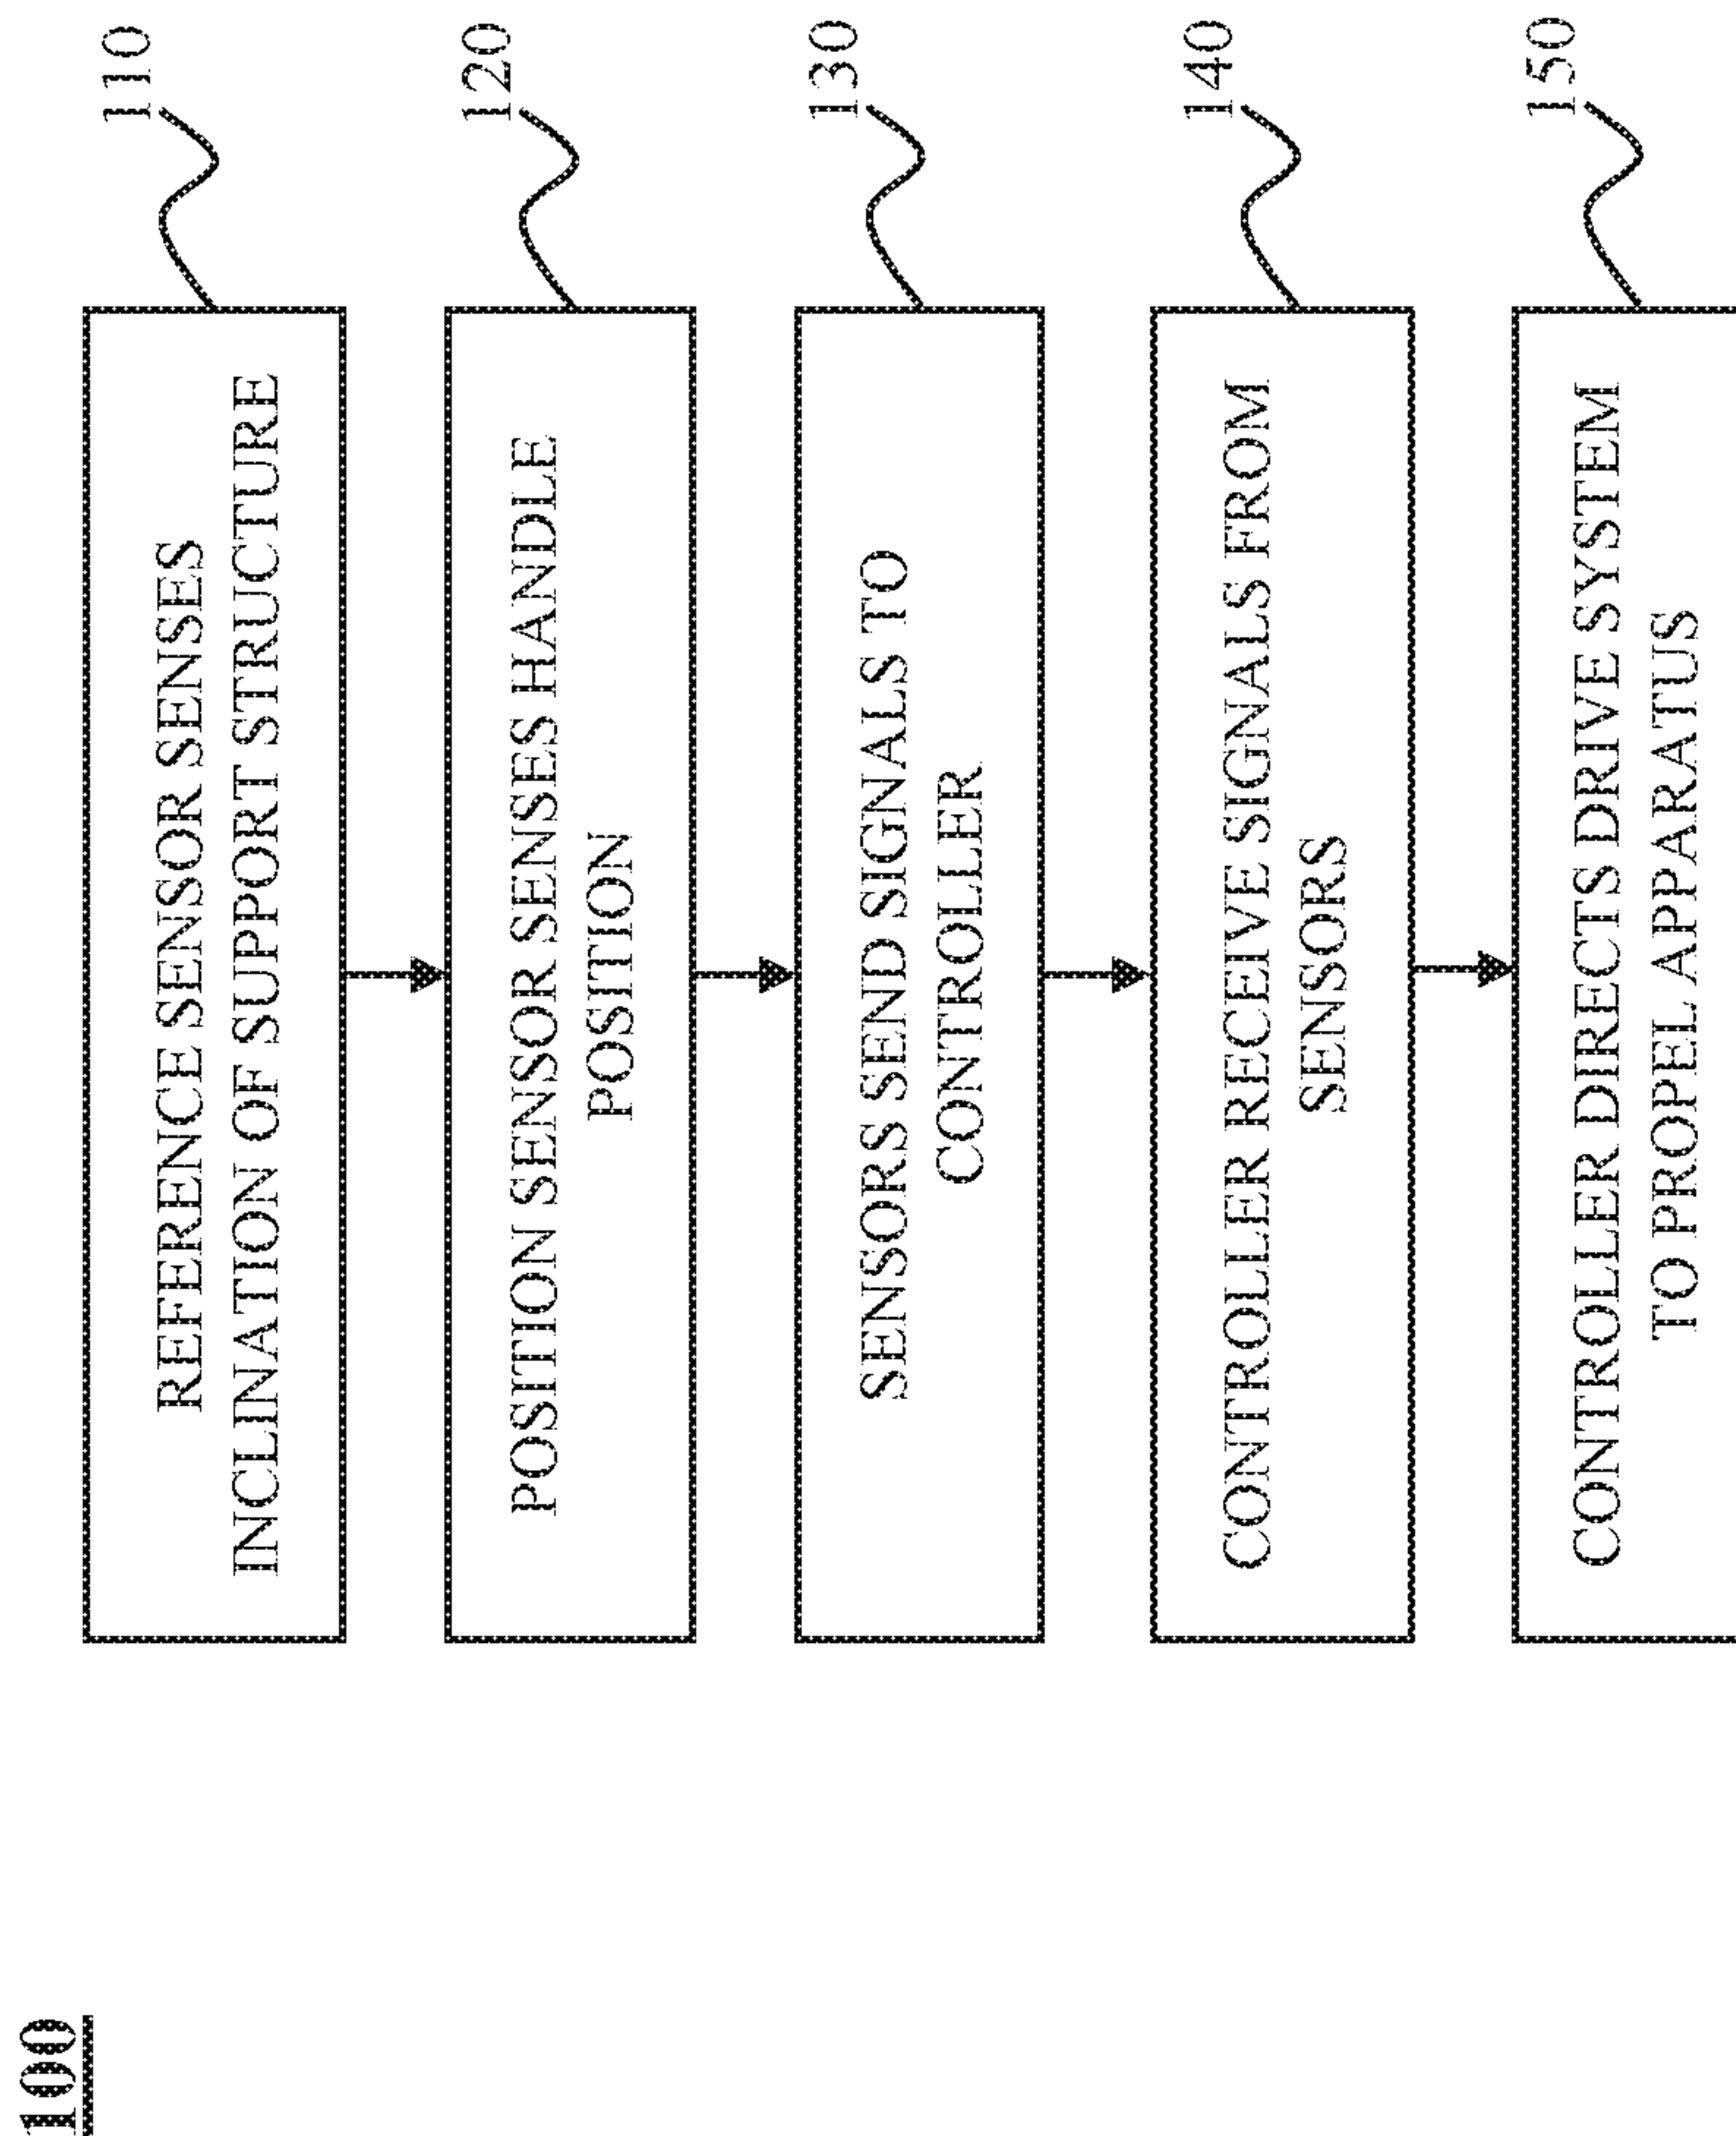 100
REFERENCE SENSOR SENSES
INCLINATION OF SUPPORT STRUCTURE
110
POSITION SENSOR SENSES HANDLE
POSITION
120
SENSORS SEND SIGNALS TO
CONTROLLER
130
CONTROLLER RECEIVE SIGNALS FROM
SENSORS
140
CONTROLLER DIRECTS DRIVE SYSTEM
TO PROPEL APPARATUS
150